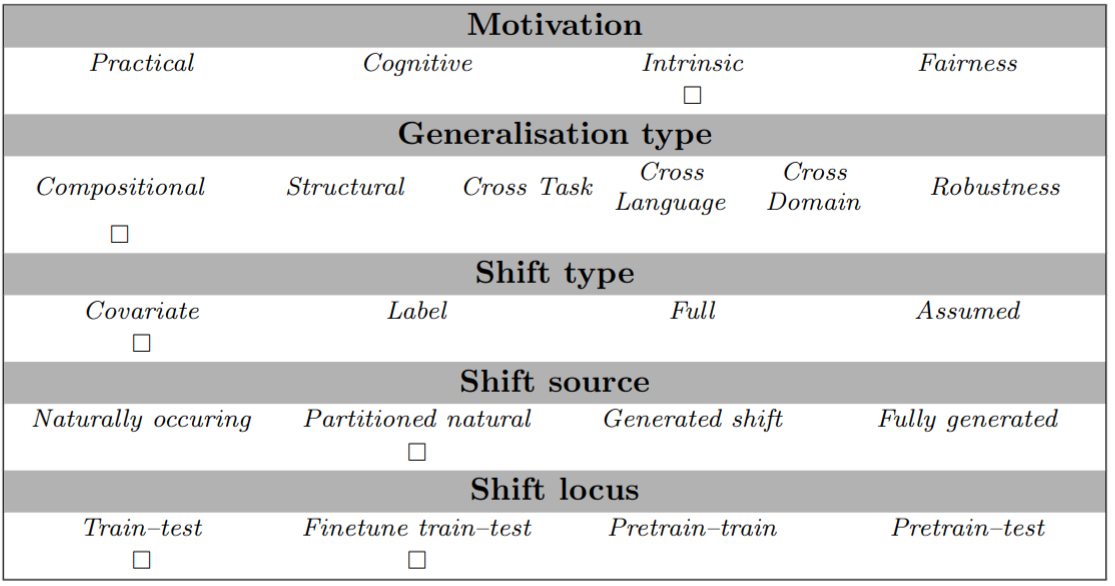 Motivation
Practical Cognitive Intrinsic Fairness
□
Generalisation type
Compositional Structural Cross Task Cross Language Cross Domain Robustness
□
Shift type
Covariate Label Full Assumed
□
Shift source
Naturally occuring Partitioned natural Generated shift Fully generated
□
Shift locus
Train–test Finetune train–test Pretrain–train Pretrain–test
□ □